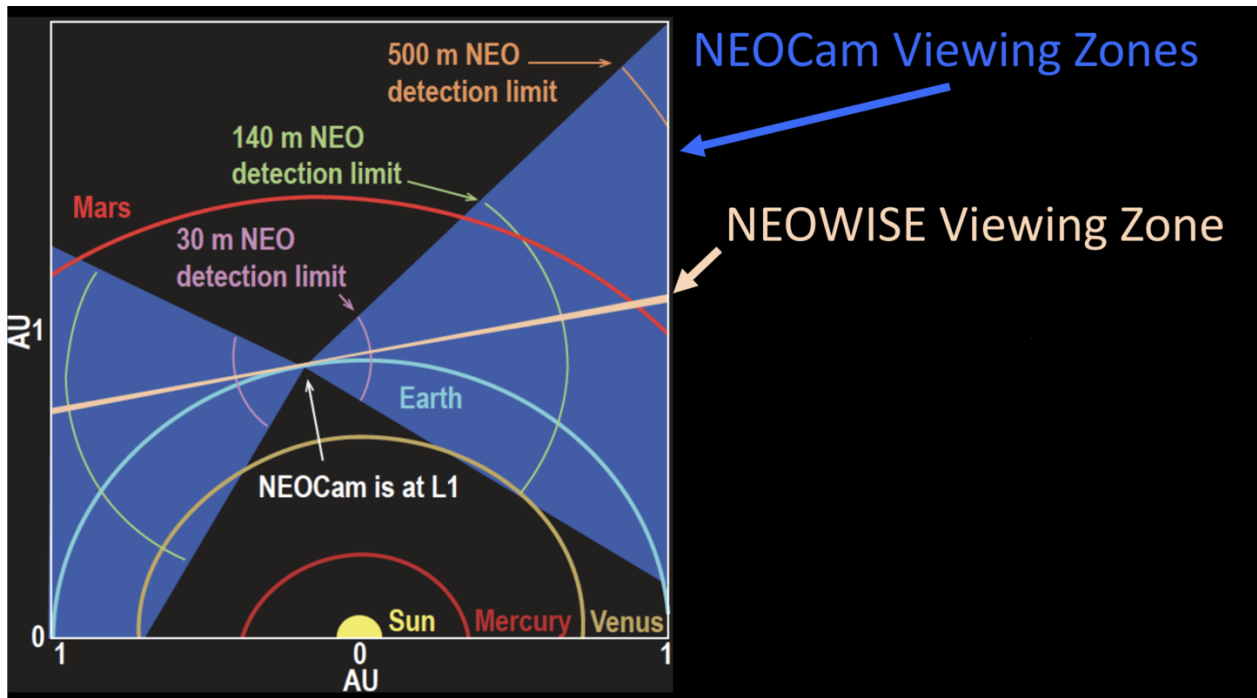 500 m NEO
detection limit
NEOCam Viewing Zones
140 m NEO
detection limit
Mars
30 m NEO
detection limit
NEOWISE Viewing Zone
AU
1
Earth
NEOCam is at L1
Sun
Mercury
Venus
0
1
0
1
AU